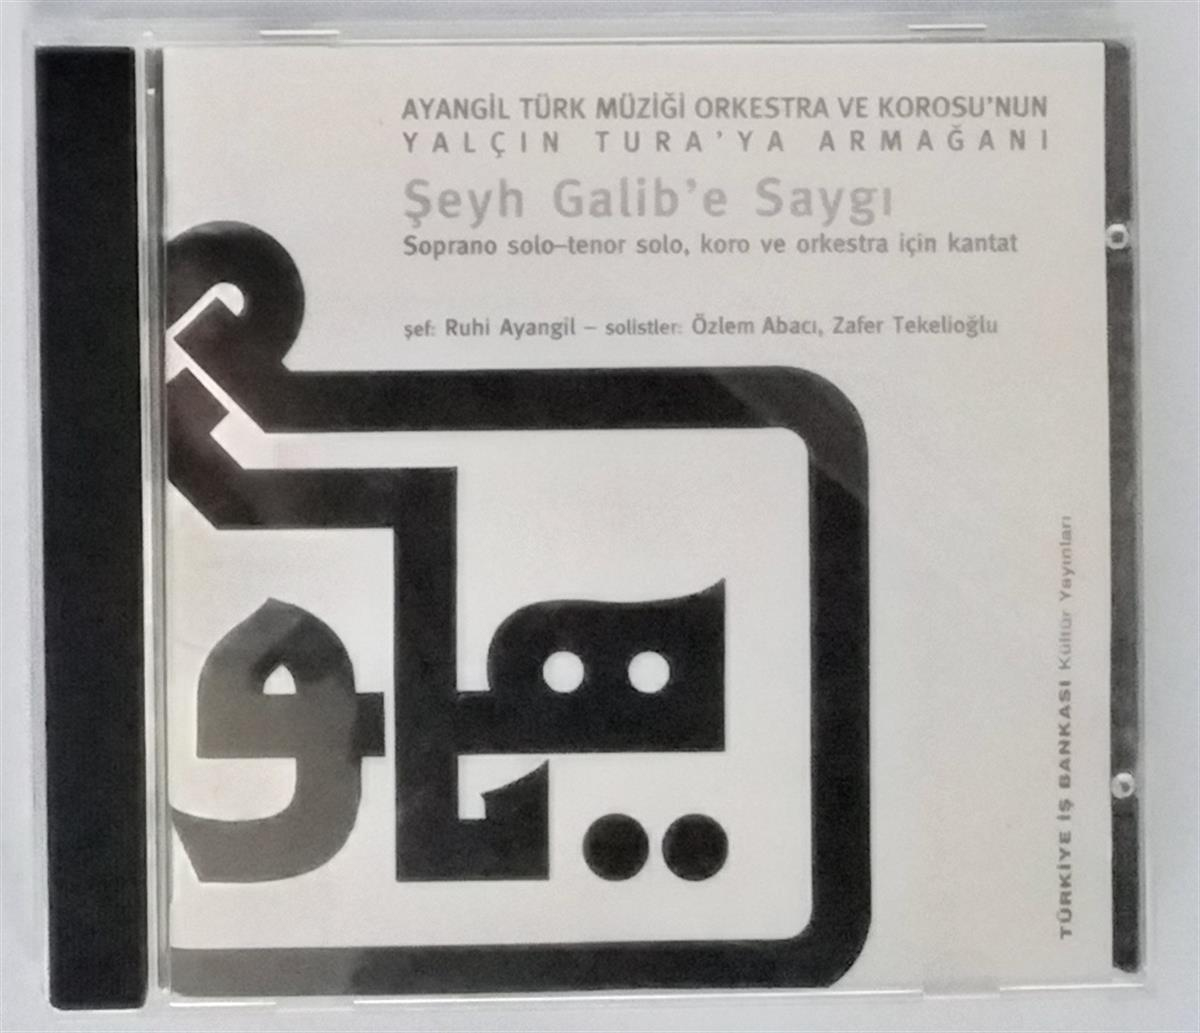 AYANGİL TÜRK MÜZİĞİ ORKESTRA VE KOROSU'NUN
YALÇIN TURA'YA ARMAĞANI
Şeyh Galib'e Saygı
Soprano solo–tenor solo, koro ve orkestra için kantat
şef: Ruhi Ayangil – solistler: Özlem Abacı, Zafer Tekelioğlu
TÜRKİYE İŞ BANKASI Kültür Yayınları